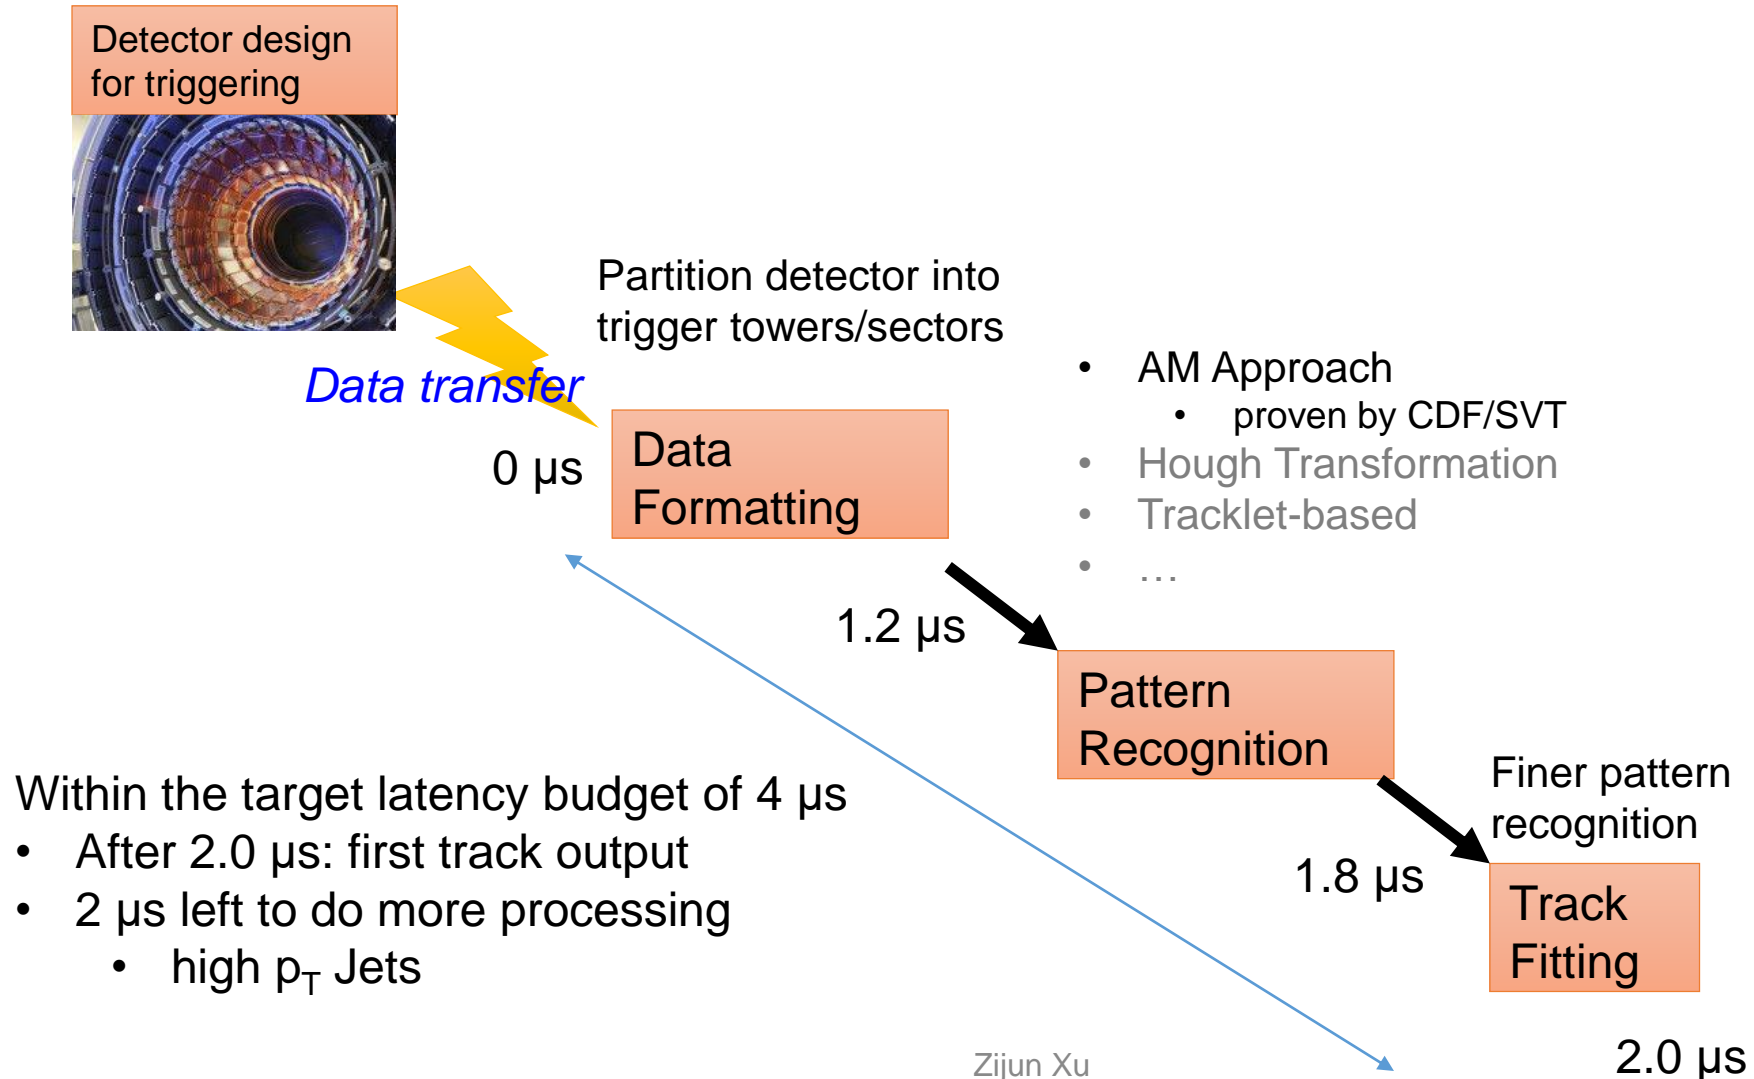 Detector design
for triggering
Partition detector into
trigger towers/sectors
Data transfer
0 µs
Data
Formatting
• AM Approach
• proven by CDF/SVT
• Hough Transformation
• Tracklet-based
• …
1.2 µs
Pattern
Recognition
Finer pattern
recognition
1.8 µs
Track
Fitting
2.0 µs
Within the target latency budget of 4 µs
• After 2.0 µs: first track output
• 2 µs left to do more processing
• high pT Jets
Zijun Xu